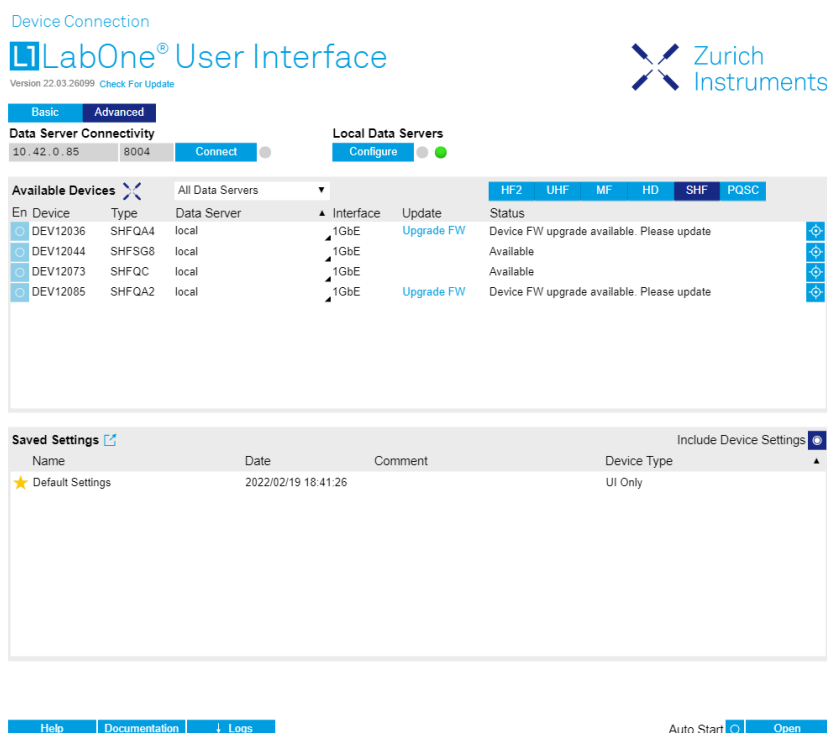 Device Connection
L1 LabOne® User Interface
Zurich Instruments
Version 22.03.26099 Check For Update
Basic Advanced
Data Server Connectivity Local Data Servers
10.42.0.85 8004 Connect Configure
Available Devices All Data Servers ▼ HF2 UHF MF HD SHF PQSC
En Device Type Data Server ▲ Interface Update Status
DEV12036 SHFQA4 local 1GbE Upgrade FW Device FW upgrade available. Please update
DEV12044 SHFSG8 local 1GbE Available
DEV12073 SHFQC local 1GbE Available
DEV12085 SHFQA2 local 1GbE Upgrade FW Device FW upgrade available. Please update
Saved Settings Include Device Settings
Name Date Comment Device Type ▲
Default Settings 2022/02/19 18:41:26 UI Only
Help Documentation ↓ Logs Auto Start Open